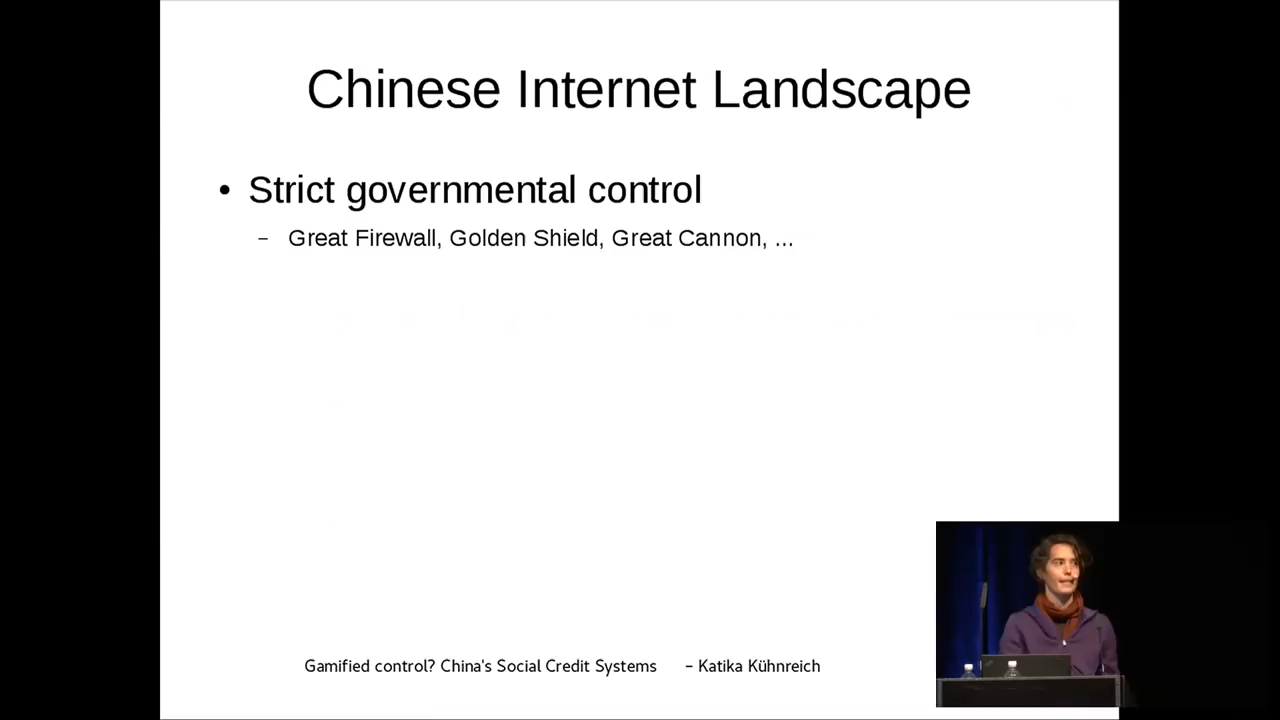 Chinese Internet Landscape
• Strict governmental control
– Great Firewall, Golden Shield, Great Cannon, ...
Gamified control? China's Social Credit Systems – Katika Kühnreich